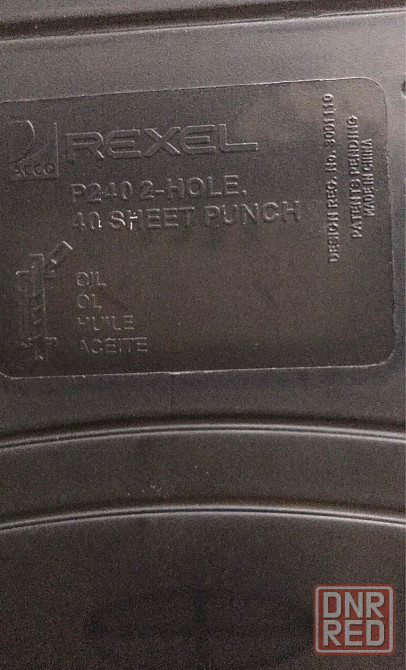 ACCO
REXEL
P240 2-HOLE,
40 SHEET PUNCH
OIL
ÖL
HUILE
ACEITE
DESIGN REG. NO. 3001110
PATENTS PENDING
MADE IN CHINA
DNR
RED